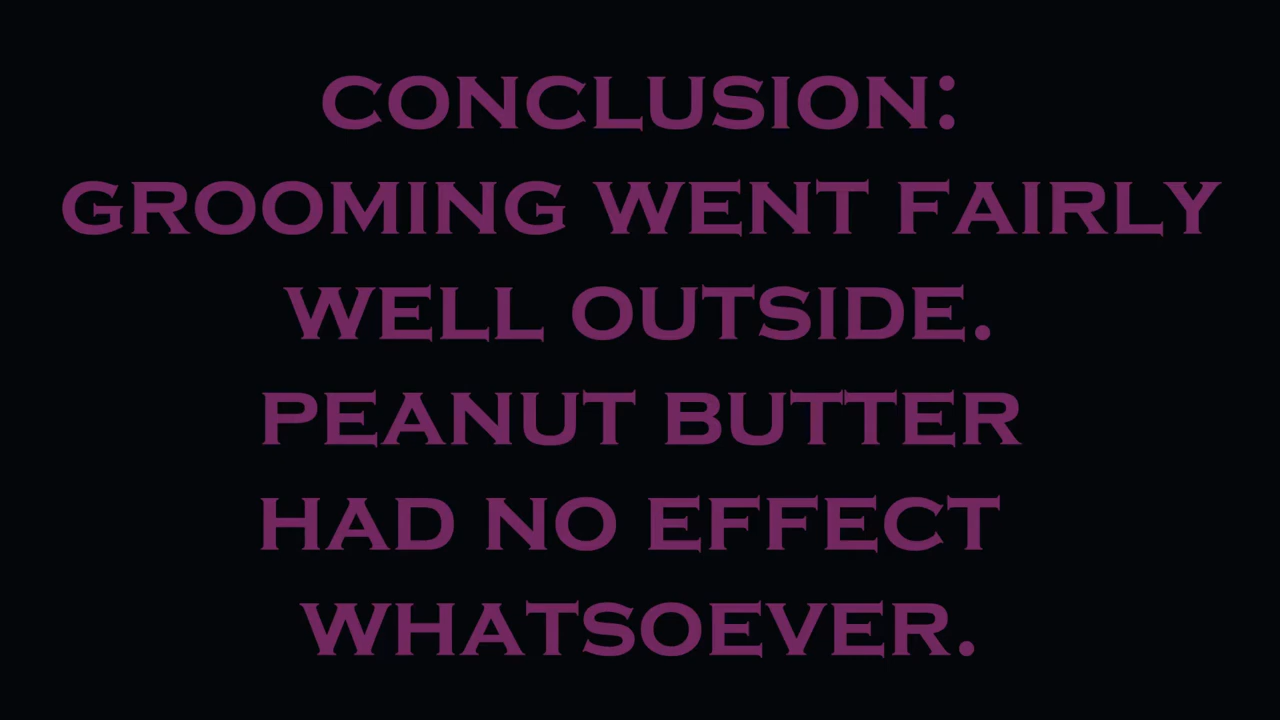 CONCLUSION:
GROOMING WENT FAIRLY
WELL OUTSIDE.
PEANUT BUTTER
HAD NO EFFECT
WHATSOEVER.